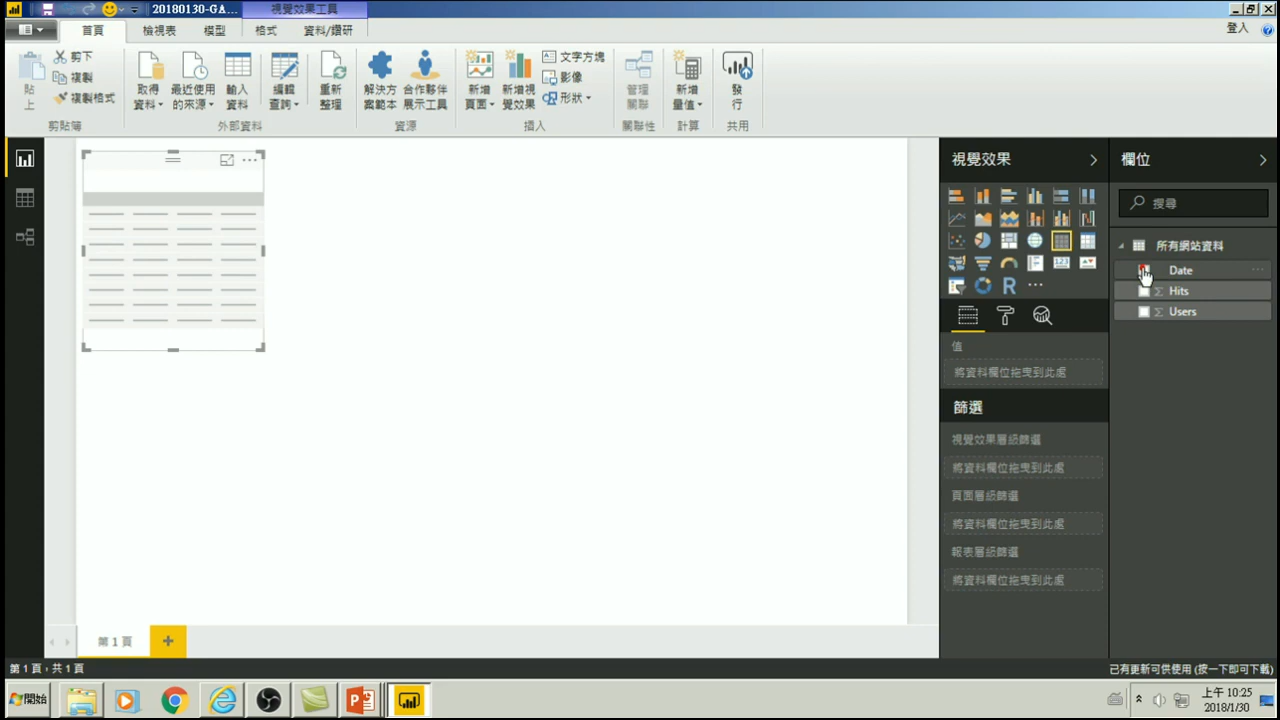 20180130-GA...
視覺效果工具
首頁
檢視表
模型
格式
資料/鑽研
登入
貼上
剪下
複製
複製格式
剪貼簿
取得資料
最近使用的來源
輸入資料
編輯查詢
重新整理
外部資料
解決方案範本
合作夥伴展示工具
資源
新增頁面
新增視覺效果
文字方塊
影像
形狀
插入
管理關聯
關聯性
新增量值
計算
發行
共用
視覺效果
欄位
搜尋
所有網站資料
Date
Σ Hits
Σ Users
R
123
值
將資料欄位拖曳到此處
篩選
視覺效果層級篩選
將資料欄位拖曳到此處
頁面層級篩選
將資料欄位拖曳到此處
報表層級篩選
將資料欄位拖曳到此處
第 1 頁
+
第 1 頁，共 1 頁
已有更新可供使用 (按一下即可下載)
開始
上午 10:25
2018/1/30